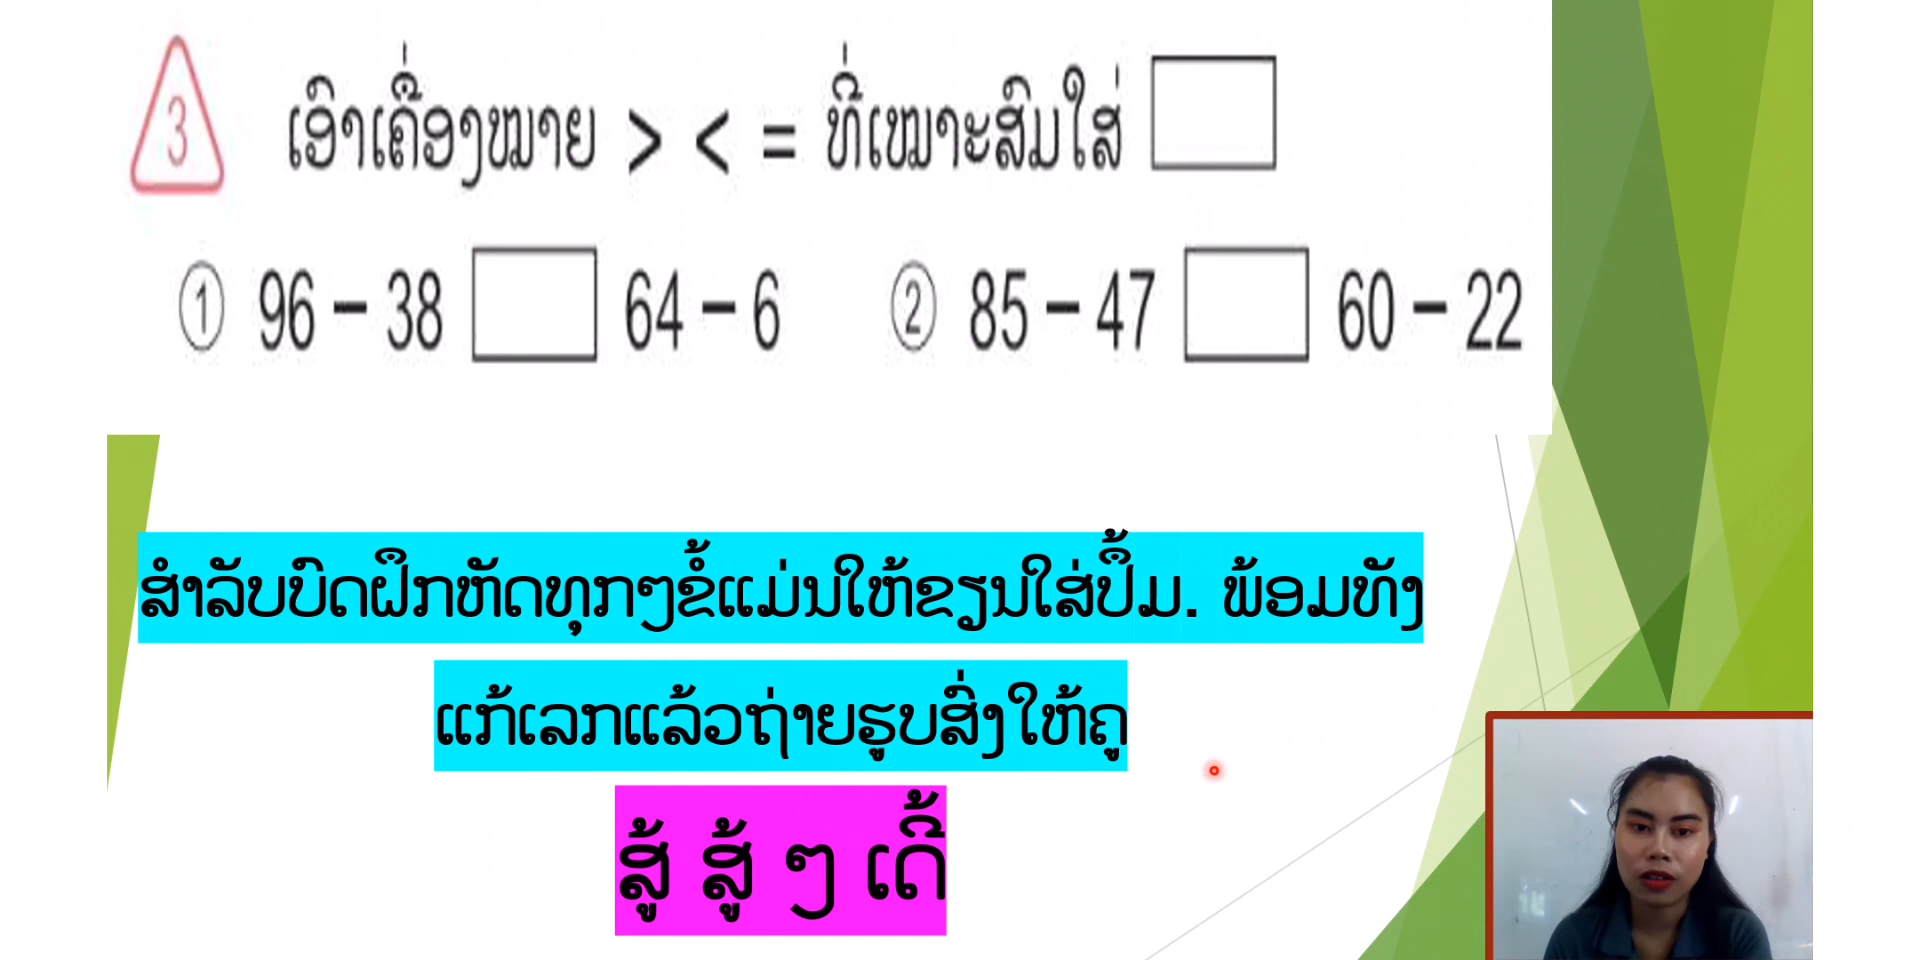 3 ເອົາເຄື່ອງໝາຍ > < = ທີ່ເໝາະສົມໃສ່
① 96 – 38 64 – 6 ② 85 – 47 60 – 22
ສຳລັບບົດຝຶກຫັດທຸກໆຂໍ້ແມ່ນໃຫ້ຂຽນໃສ່ປຶ້ມ. ພ້ອມທັງ
ແກ້ເລກແລ້ວຖ່າຍຮູບສົ່ງໃຫ້ຄູ
ສູ້ ສູ້ ໆ ເດີ້